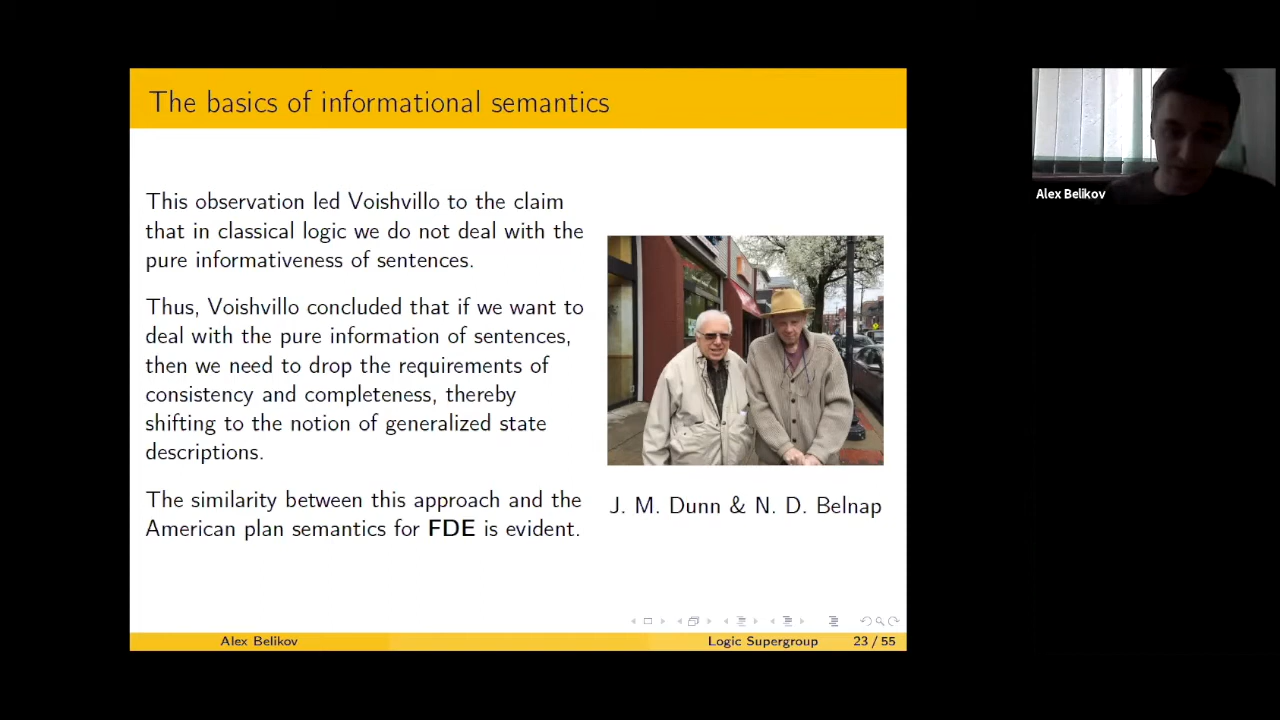 The basics of informational semantics
This observation led Voishvillo to the claim
that in classical logic we do not deal with the
pure informativeness of sentences.
Thus, Voishvillo concluded that if we want to
deal with the pure information of sentences,
then we need to drop the requirements of
consistency and completeness, thereby
shifting to the notion of generalized state
descriptions.
The similarity between this approach and the
American plan semantics for FDE is evident.
J. M. Dunn & N. D. Belnap
Alex Belikov
Logic Supergroup
23 / 55
Alex Belikov